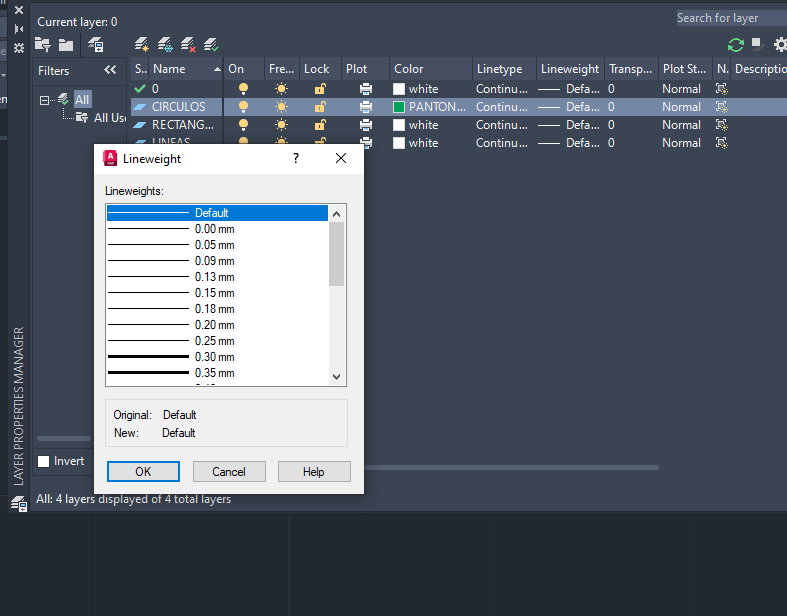 Current layer: 0
Search for layer
Filters
S.. Name On Fre... Lock Plot Color Linetype Lineweight Transp... Plot St... N. Descriptio
0 white Continu... Defa... 0 Normal
All
CIRCULOS PANTON... Continu... Defa... 0 Normal
All Use
RECTANG... white Continu... Defa... 0 Normal
LINEAS white Continu... Defa... 0 Normal
Lineweight ? 
Lineweights:
Default
0.00 mm
0.05 mm
0.09 mm
0.13 mm
0.15 mm
0.18 mm
0.20 mm
0.25 mm
0.30 mm
0.35 mm
Original: Default
New: Default
OK Cancel Help
Invert
All: 4 layers displayed of 4 total layers
LAYER PROPERTIES MANAGER